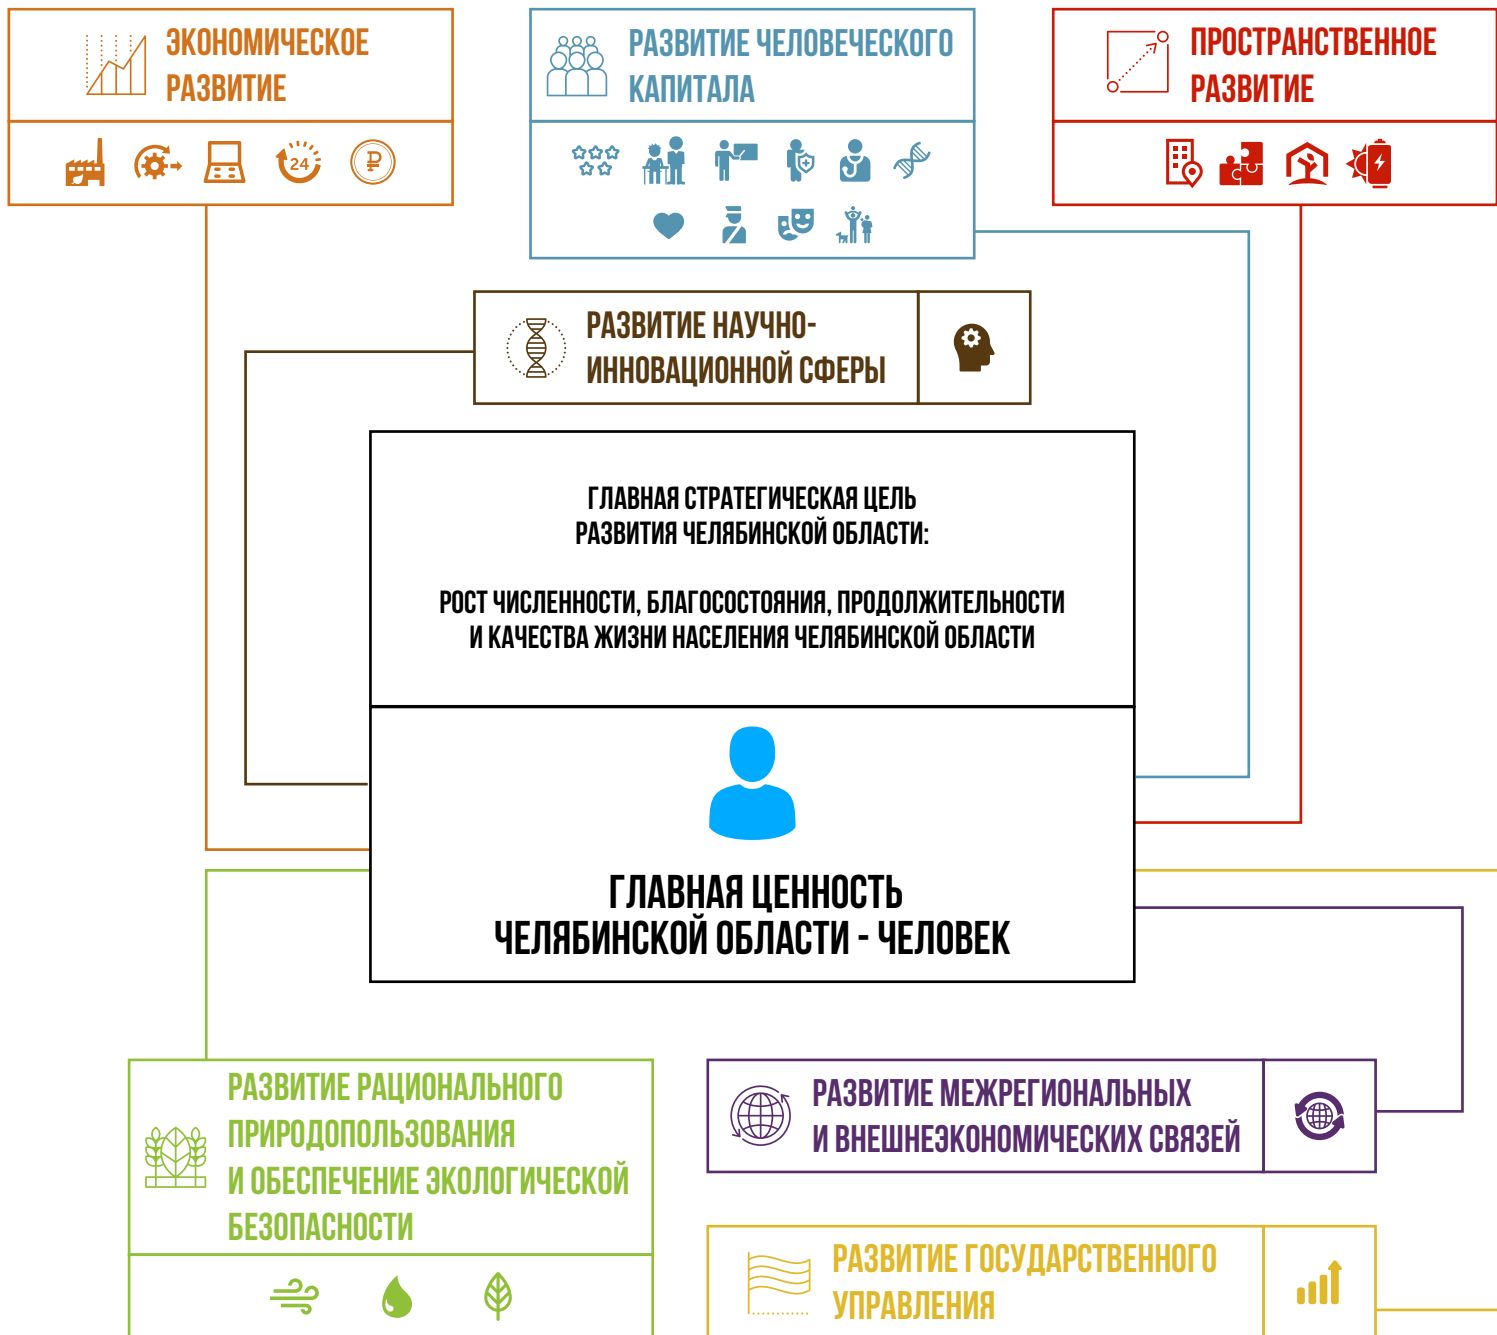 ЭКОНОМИЧЕСКОЕ
РАЗВИТИЕ
24
₽
РАЗВИТИЕ ЧЕЛОВЕЧЕСКОГО
КАПИТАЛА
ПРОСТРАНСТВЕННОЕ
РАЗВИТИЕ
РАЗВИТИЕ НАУЧНО-
ИННОВАЦИОННОЙ СФЕРЫ
ГЛАВНАЯ СТРАТЕГИЧЕСКАЯ ЦЕЛЬ
РАЗВИТИЯ ЧЕЛЯБИНСКОЙ ОБЛАСТИ:
РОСТ ЧИСЛЕННОСТИ, БЛАГОСОСТОЯНИЯ, ПРОДОЛЖИТЕЛЬНОСТИ
И КАЧЕСТВА ЖИЗНИ НАСЕЛЕНИЯ ЧЕЛЯБИНСКОЙ ОБЛАСТИ
ГЛАВНАЯ ЦЕННОСТЬ
ЧЕЛЯБИНСКОЙ ОБЛАСТИ - ЧЕЛОВЕК
РАЗВИТИЕ РАЦИОНАЛЬНОГО
ПРИРОДОПОЛЬЗОВАНИЯ
И ОБЕСПЕЧЕНИЕ ЭКОЛОГИЧЕСКОЙ
БЕЗОПАСНОСТИ
РАЗВИТИЕ МЕЖРЕГИОНАЛЬНЫХ
И ВНЕШНЕЭКОНОМИЧЕСКИХ СВЯЗЕЙ
РАЗВИТИЕ ГОСУДАРСТВЕННОГО
УПРАВЛЕНИЯ